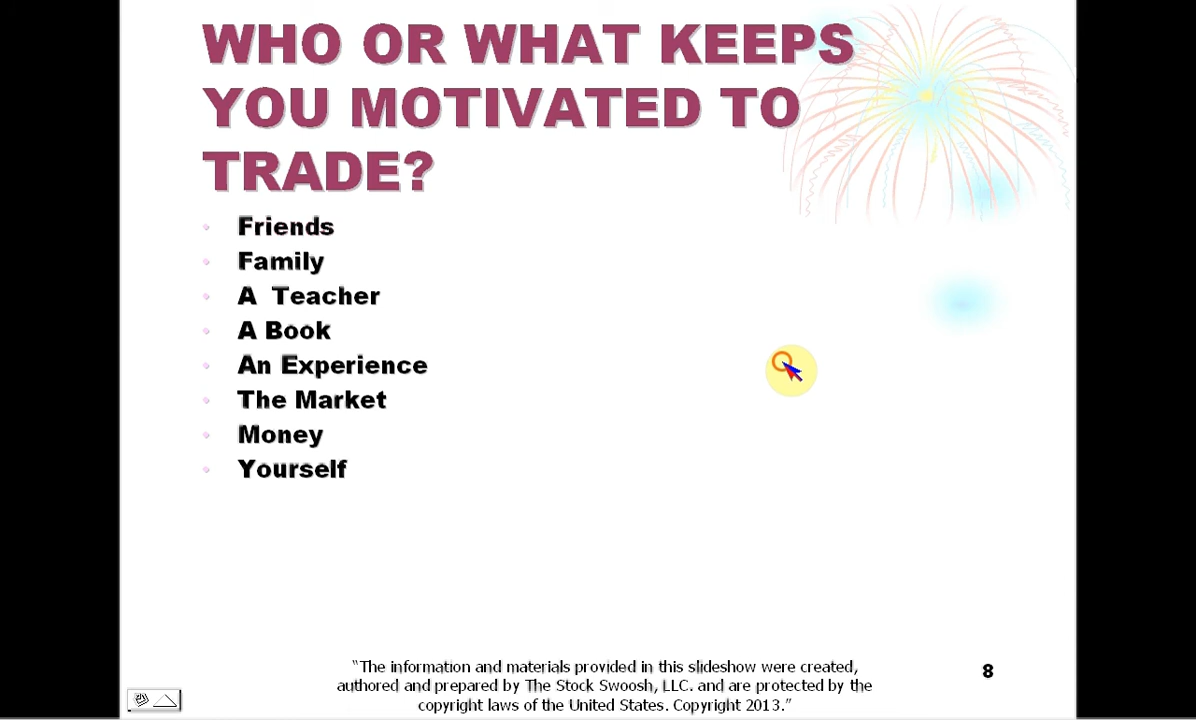 WHO OR WHAT KEEPS
YOU MOTIVATED TO
TRADE?
• Friends
• Family
• A Teacher
• A Book
• An Experience
• The Market
• Money
• Yourself
“The information and materials provided in this slideshow were created,
authored and prepared by The Stock Swoosh, LLC. and are protected by the
copyright laws of the United States. Copyright 2013.”
8